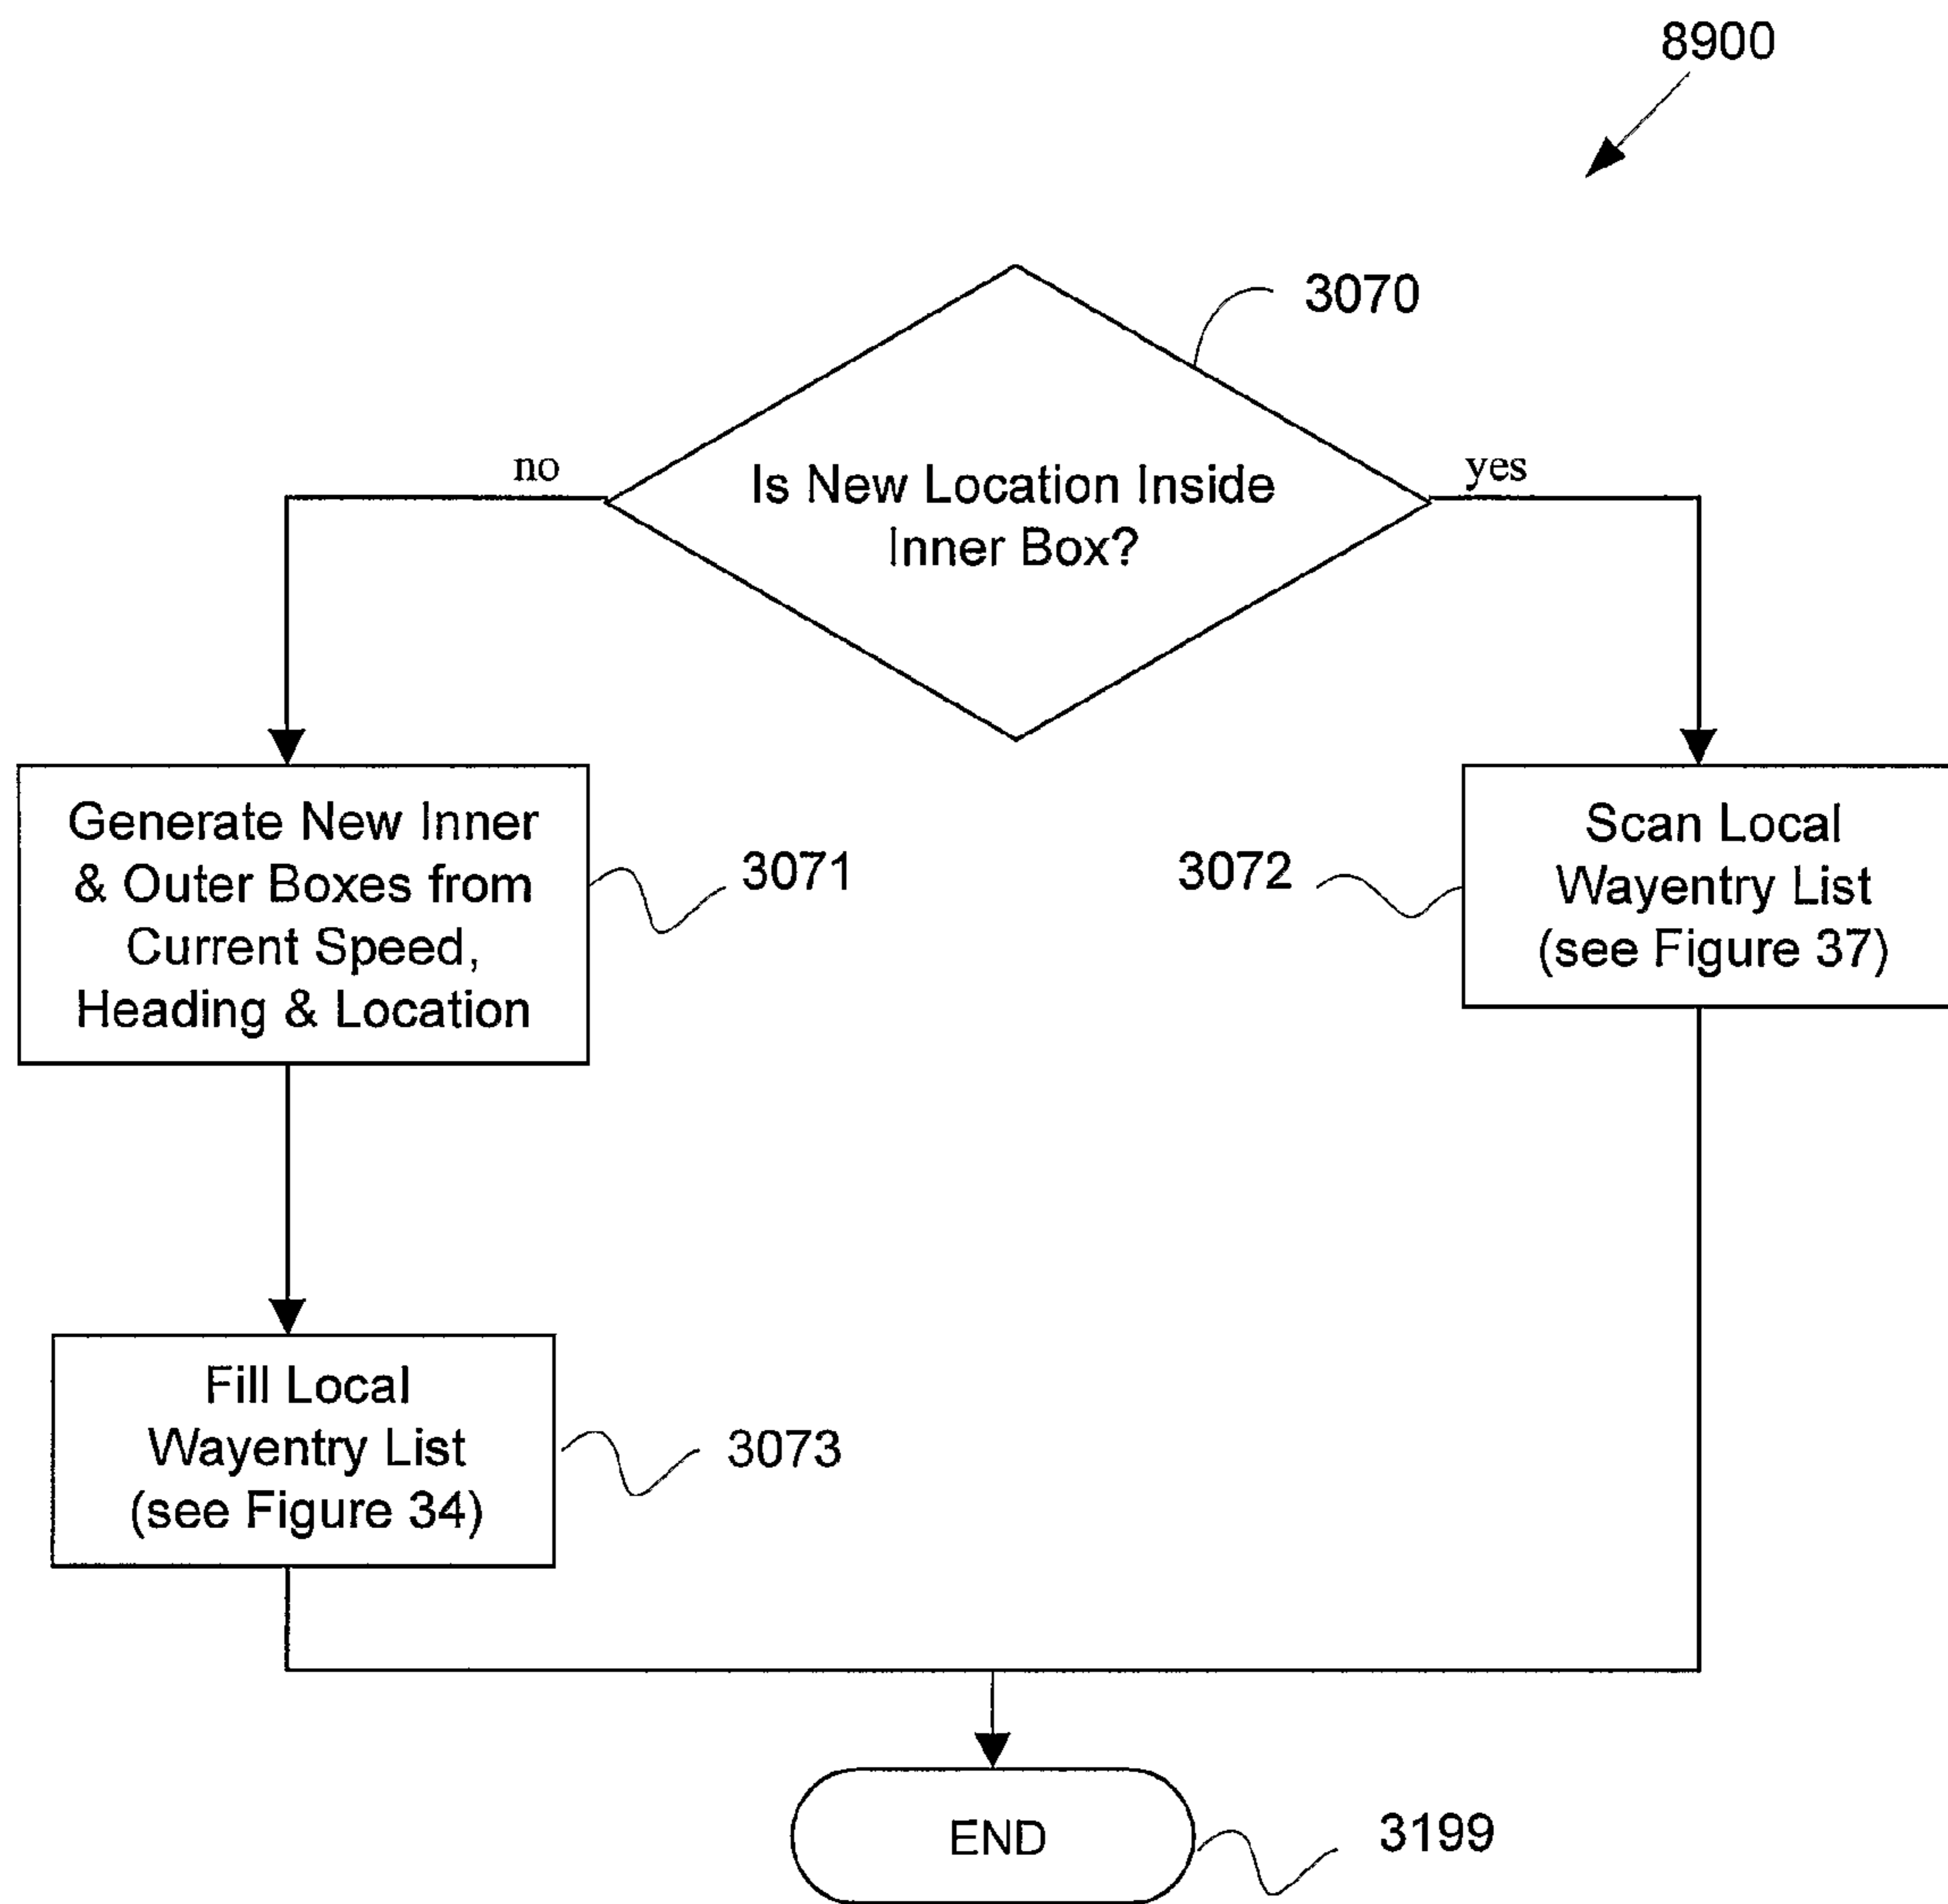 8900
3070
no
yes
Is New Location Inside
Inner Box?
Generate New Inner
& Outer Boxes from
Current Speed,
Heading & Location
3071
3072
Scan Local
Wayentry List
(see Figure 37)
Fill Local
Wayentry List
(see Figure 34)
3073
END
3199